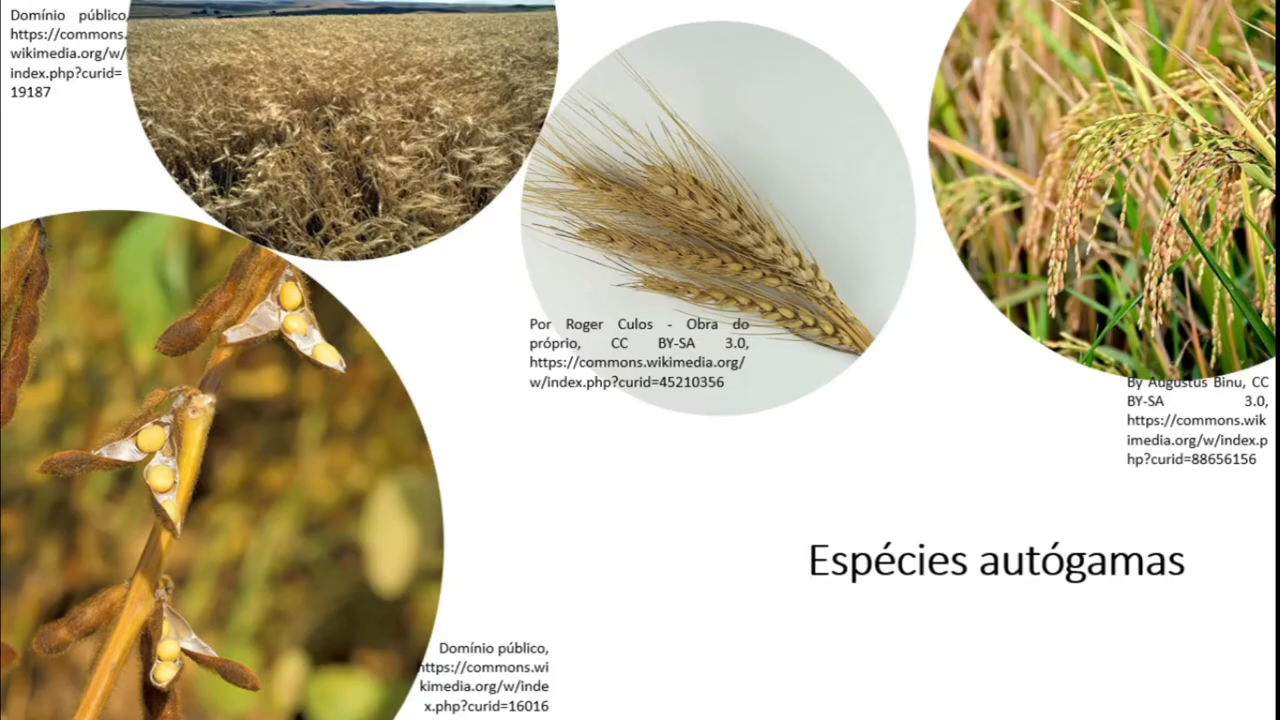 Domínio público,
https://commons.
wikimedia.org/w/
index.php?curid=
19187
Por Roger Culos - Obra do
próprio, CC BY-SA 3.0,
https://commons.wikimedia.org/
w/index.php?curid=45210356
By Augustus Binu, CC
BY-SA 3.0,
https://commons.wik
imedia.org/w/index.p
hp?curid=88656156
Espécies autógamas
Domínio público,
https://commons.wi
kimedia.org/w/inde
x.php?curid=16016